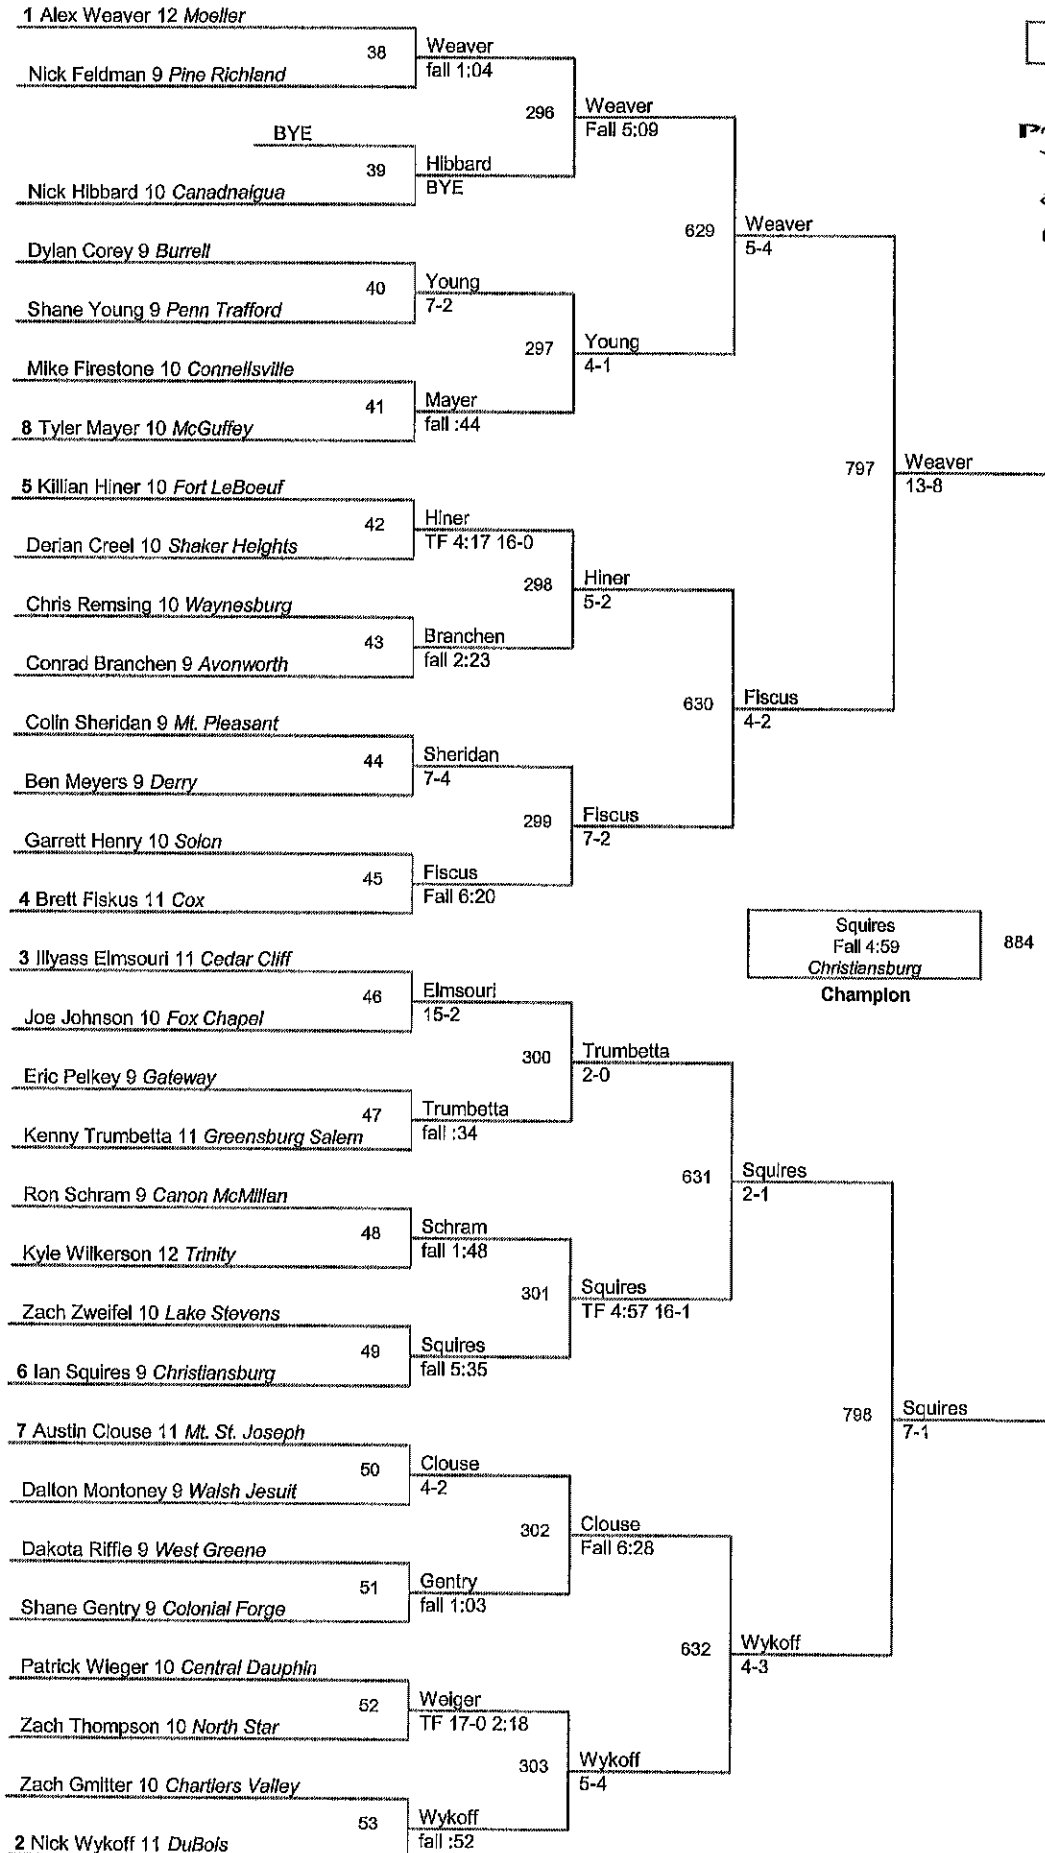 1 Alex Weaver 12 Moeller
38
Weaver
fall 1:04
Nick Feldman 9 Pine Richland
296
Weaver
Fall 5:09
BYE
39
Hibbard
BYE
Nick Hibbard 10 Canadnaigua
629
Weaver
5-4
Dylan Corey 9 Burrell
40
Young
7-2
Shane Young 9 Penn Trafford
297
Young
4-1
Mike Firestone 10 Connellsville
41
Mayer
fall :44
8 Tyler Mayer 10 McGuffey
797
Weaver
13-8
5 Killian Hiner 10 Fort LeBoeuf
42
Hiner
TF 4:17 16-0
Derian Creel 10 Shaker Heights
298
Hiner
5-2
Chris Remsing 10 Waynesburg
43
Branchen
fall 2:23
Conrad Branchen 9 Avonworth
630
Fiscus
4-2
Colin Sheridan 9 Mt. Pleasant
44
Sheridan
7-4
Ben Meyers 9 Derry
299
Fiscus
7-2
Garrett Henry 10 Solon
45
Fiscus
Fall 6:20
4 Brett Fiskus 11 Cox
Squires
Fall 4:59
Christiansburg
884
Champion
3 Illyass Elmsouri 11 Cedar Cliff
46
Elmsouri
15-2
Joe Johnson 10 Fox Chapel
300
Trumbetta
2-0
Eric Pelkey 9 Gateway
47
Trumbetta
fall :34
Kenny Trumbetta 11 Greensburg Salem
631
Squires
2-1
Ron Schram 9 Canon McMillan
48
Schram
fall 1:48
Kyle Wilkerson 12 Trinity
301
Squires
TF 4:57 16-1
Zach Zweifel 10 Lake Stevens
49
Squires
fall 5:35
6 Ian Squires 9 Christiansburg
798
Squires
7-1
7 Austin Clouse 11 Mt. St. Joseph
50
Clouse
4-2
Dalton Montoney 9 Walsh Jesuit
302
Clouse
Fall 6:28
Dakota Riffle 9 West Greene
51
Gentry
fall 1:03
Shane Gentry 9 Colonial Forge
632
Wykoff
4-3
Patrick Wieger 10 Central Dauphin
52
Weiger
TF 17-0 2:18
Zach Thompson 10 North Star
303
Wykoff
5-4
Zach Gmitter 10 Chartiers Valley
53
Wykoff
fall :52
2 Nick Wykoff 11 DuBois